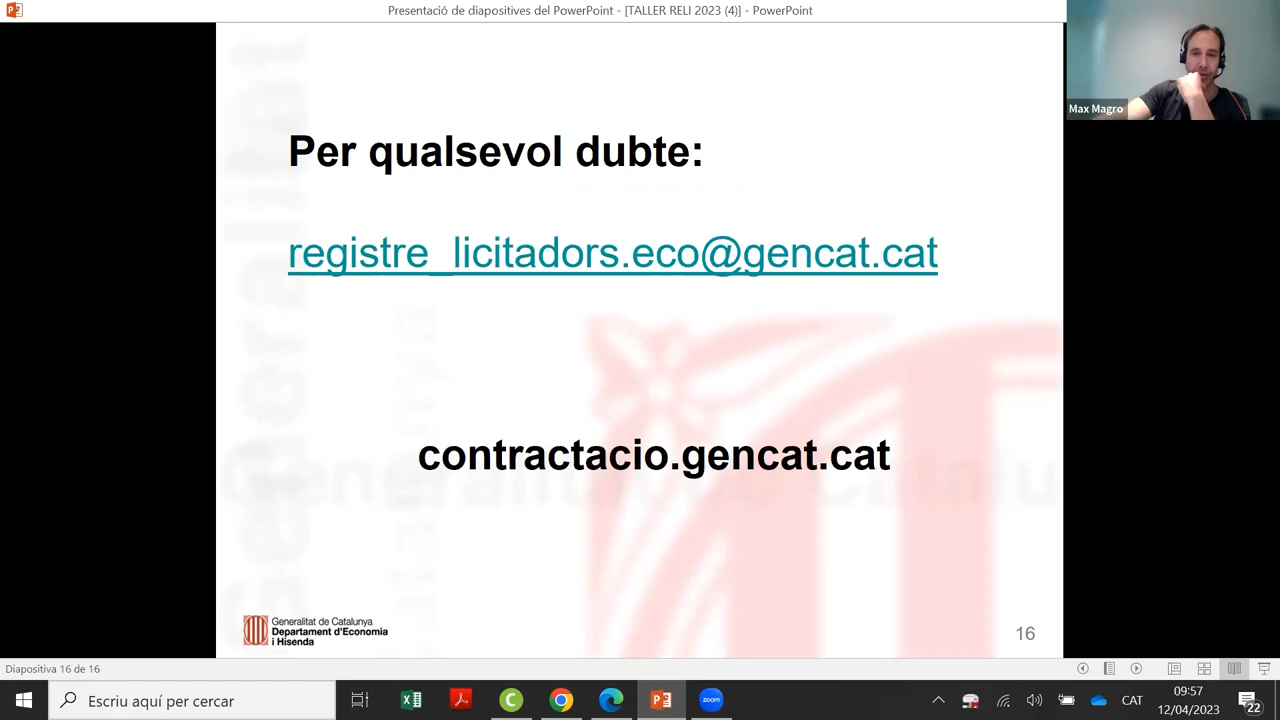 Presentació de diapositives del PowerPoint - [TALLER RELI 2023 (4)] - PowerPoint
Max Magro
Per qualsevol dubte:
registre_licitadors.eco@gencat.cat
contractacio.gencat.cat
Generalitat de Catalunya
Departament d'Economia
i Hisenda
16
Diapositiva 16 de 16
Escriu aquí per cercar
zoom
CAT
09:57
12/04/2023
22